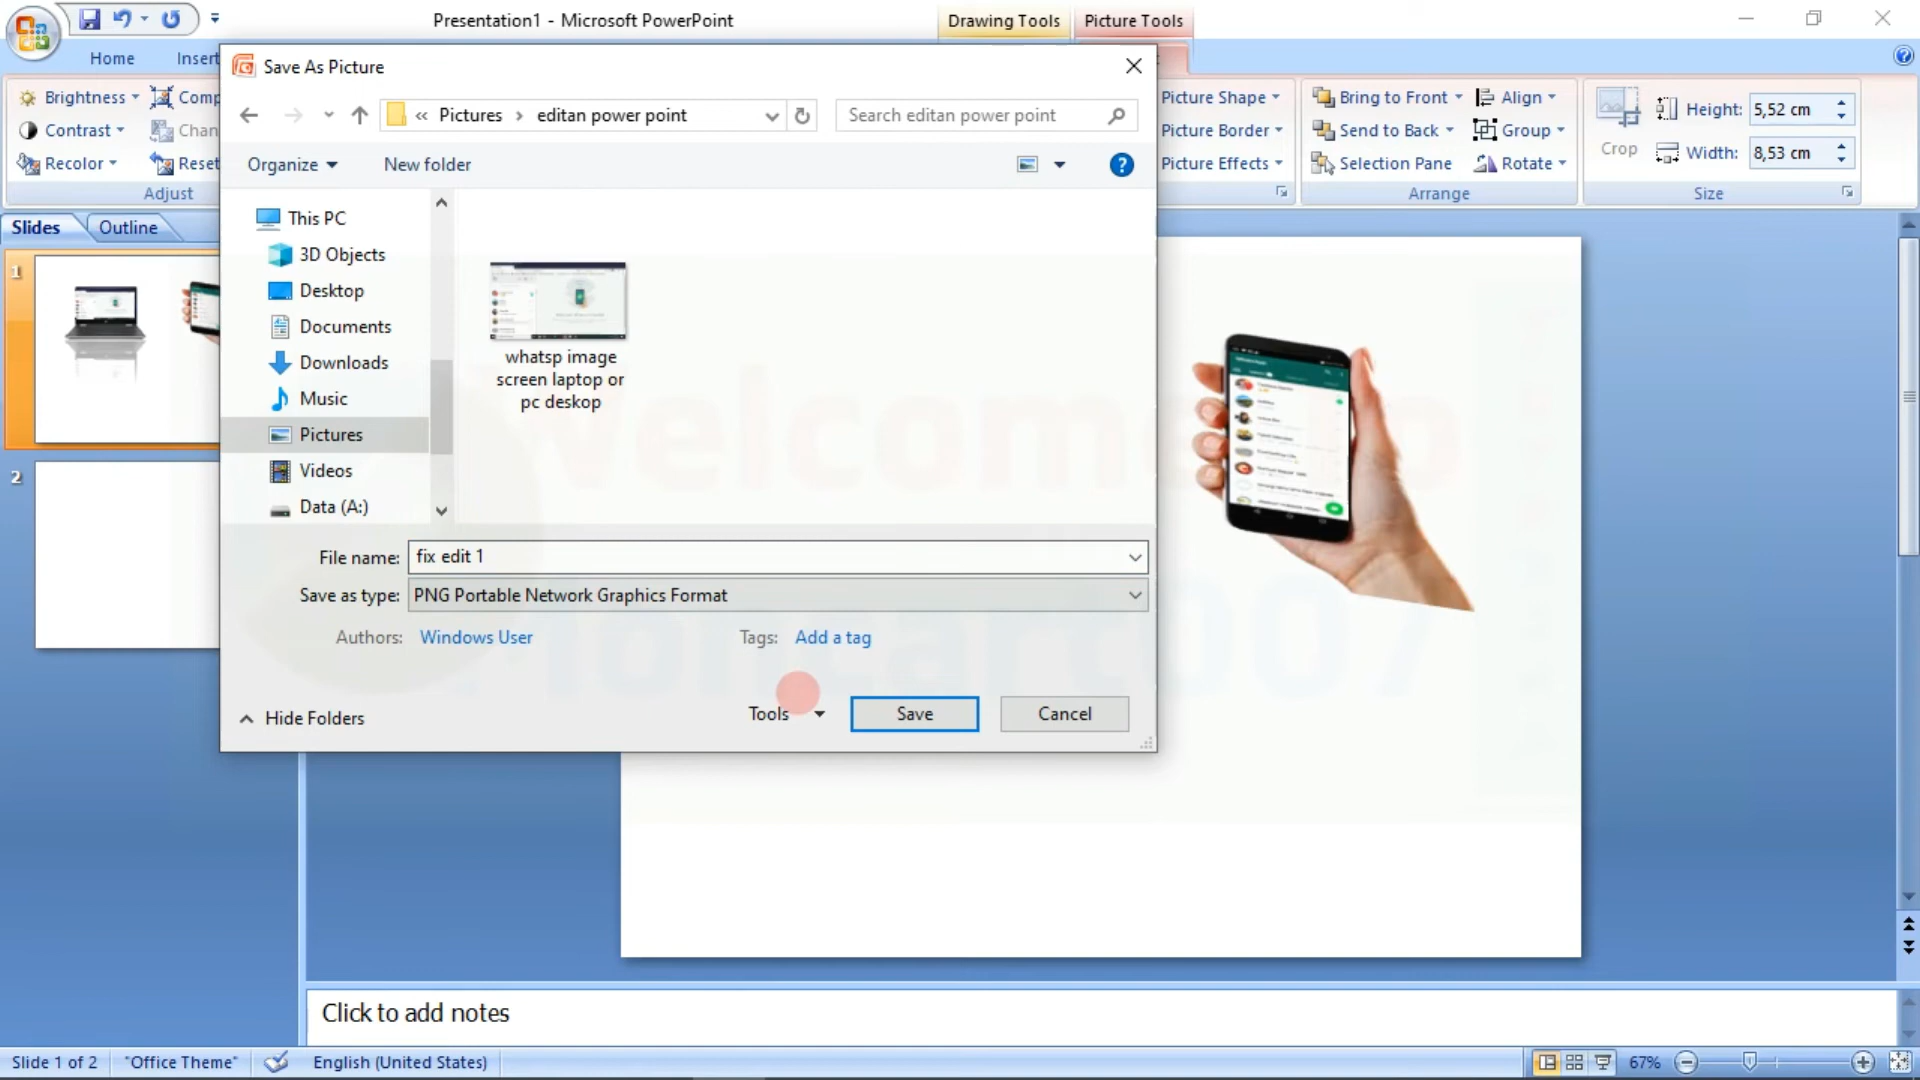 Presentation1 - Microsoft PowerPoint
Drawing Tools
Picture Tools
Home
Insert
Save As Picture
Brightness
Contrast
Recolor
Reset
Adjust
Pictures
editan power point
Search editan power point
Organize
New folder
Picture Shape
Picture Border
Picture Effects
Bring to Front
Send to Back
Selection Pane
Align
Group
Rotate
Arrange
Crop
Height:
5,52 cm
Width:
8,53 cm
Size
Slides
Outline
1
2
This PC
3D Objects
Desktop
Documents
Downloads
Music
Pictures
Videos
Data (A:)
whatsp image
screen laptop or
pc deskop
File name:
fix edit 1
Save as type:
PNG Portable Network Graphics Format
Authors:
Windows User
Tags:
Add a tag
Hide Folders
Tools
Save
Cancel
Click to add notes
Slide 1 of 2
"Office Theme"
English (United States)
67%